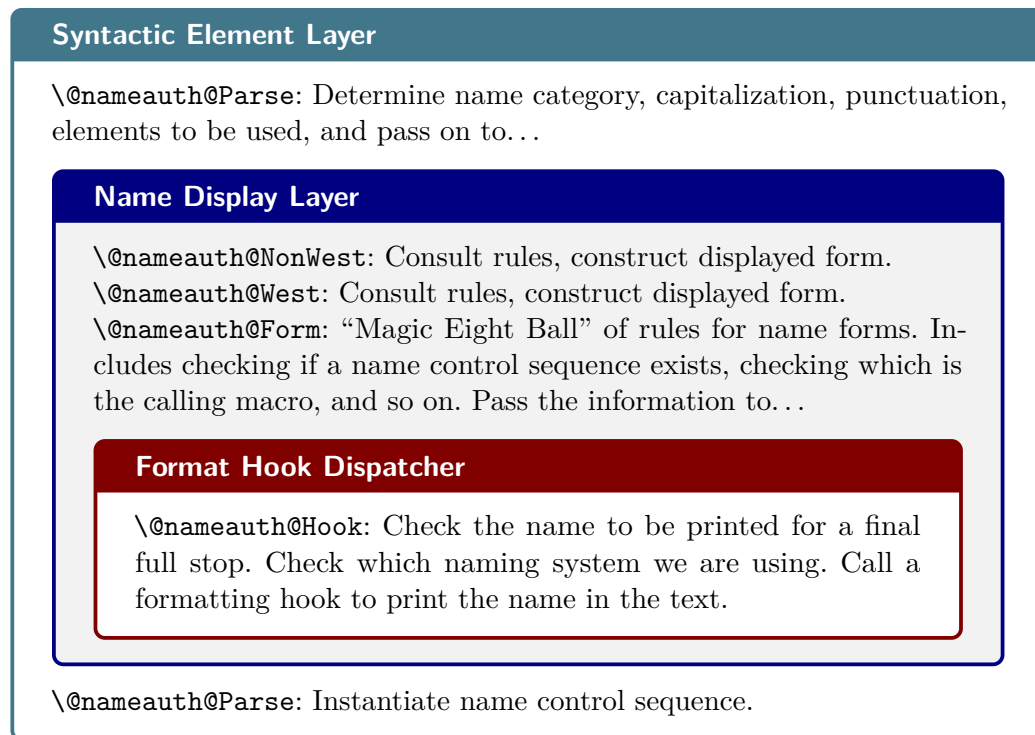 Syntactic Element Layer
\@nameauth@Parse: Determine name category, capitalization, punctuation,
elements to be used, and pass on to...
Name Display Layer
\@nameauth@NonWest: Consult rules, construct displayed form.
\@nameauth@West: Consult rules, construct displayed form.
\@nameauth@Form: “Magic Eight Ball” of rules for name forms. In-
cludes checking if a name control sequence exists, checking which is
the calling macro, and so on. Pass the information to...
Format Hook Dispatcher
\@nameauth@Hook: Check the name to be printed for a final
full stop. Check which naming system we are using. Call a
formatting hook to print the name in the text.
\@nameauth@Parse: Instantiate name control sequence.